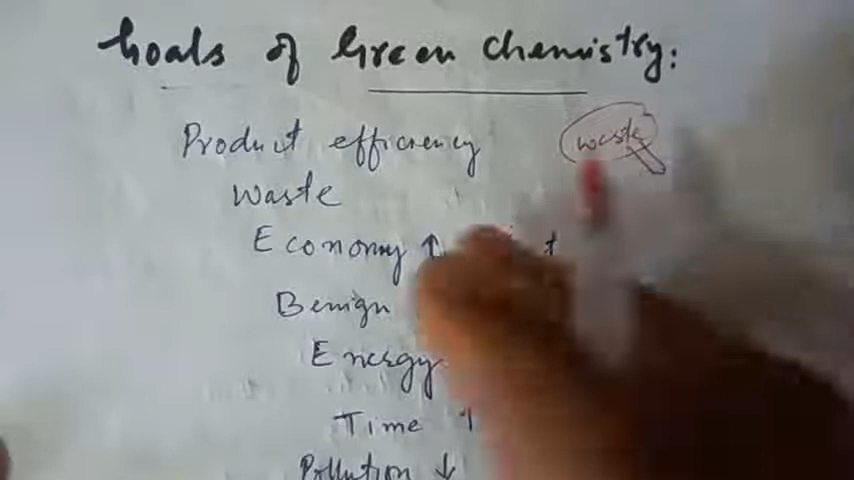 Goals of Green Chemistry:
Product efficiency waste
Waste
Economy ↑
Benign
Energy
Time ↑
Pollution ↓